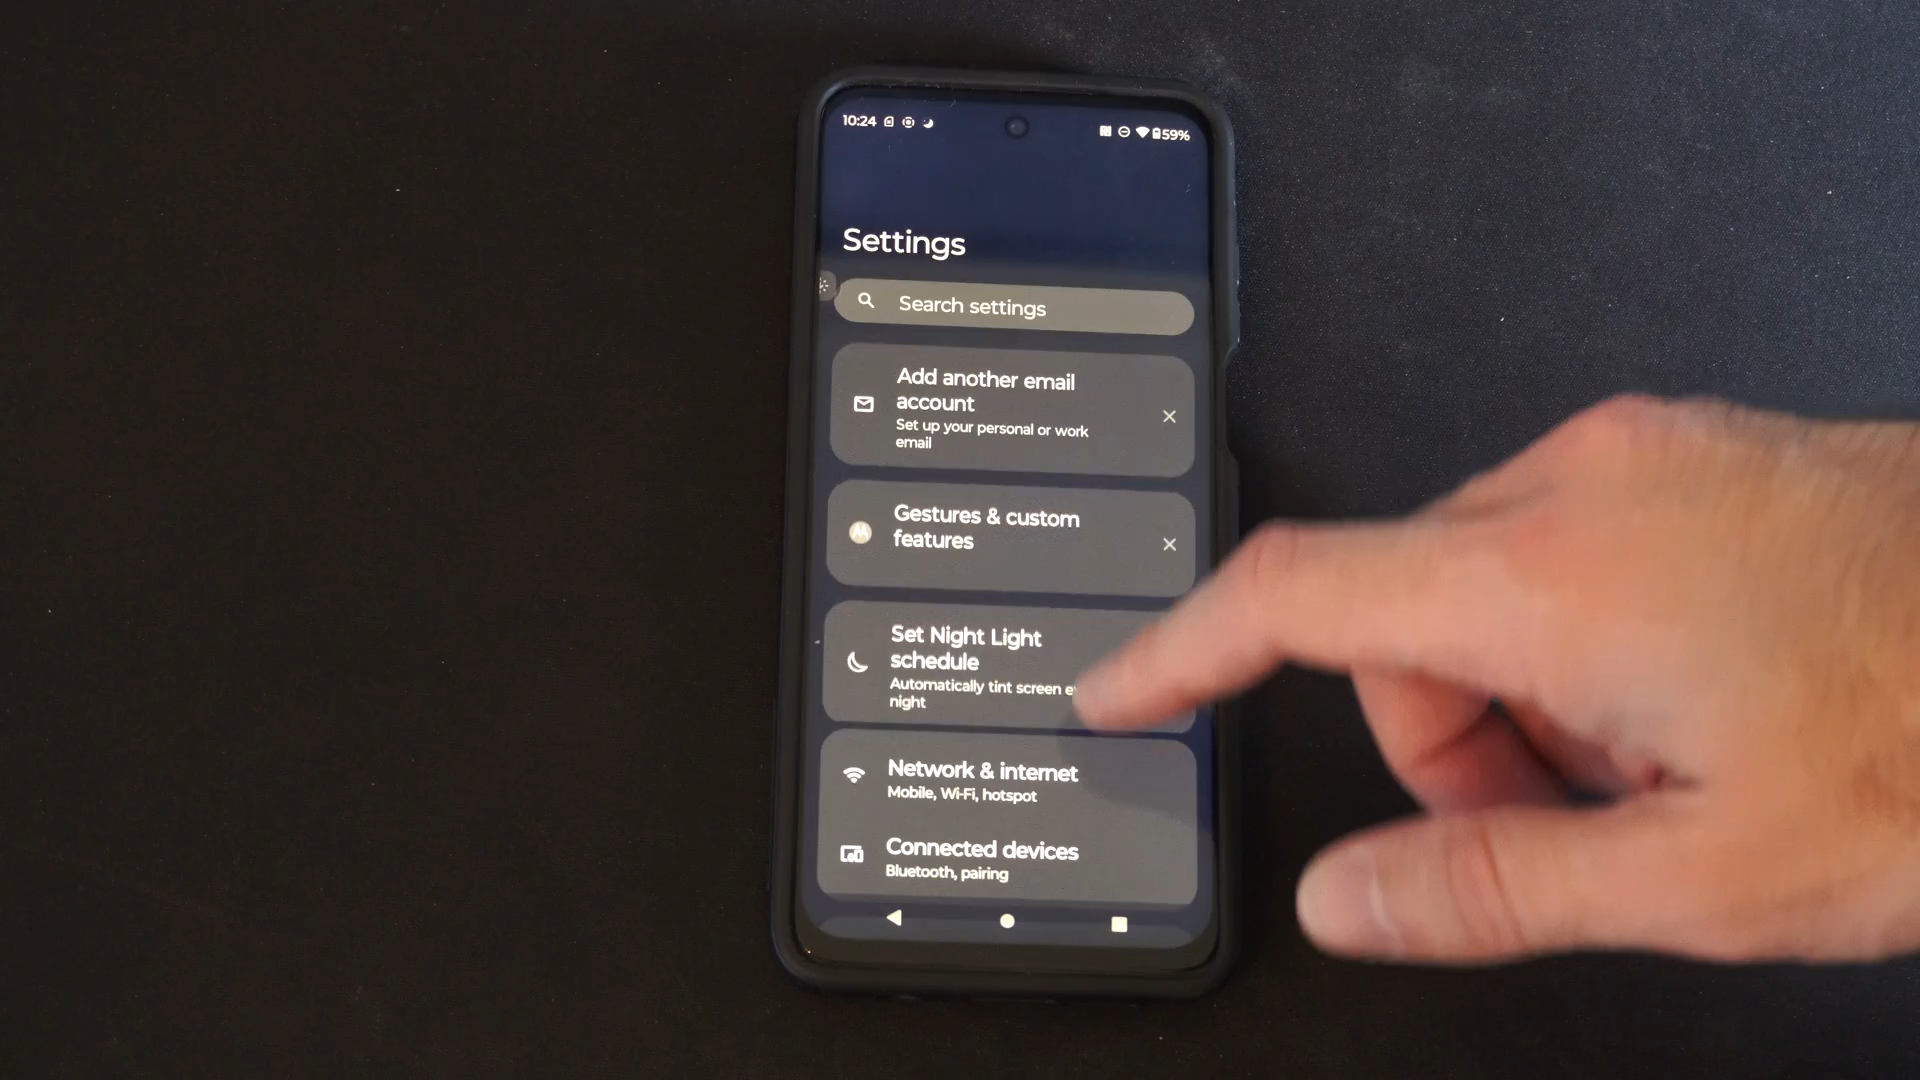 10:24
59%
Settings
Search settings
Add another email
account
Set up your personal or work
email
Gestures & custom
features
Set Night Light
schedule
Automatically tint screen
night
Network & internet
Mobile, Wi-Fi, hotspot
Connected devices
Bluetooth, pairing